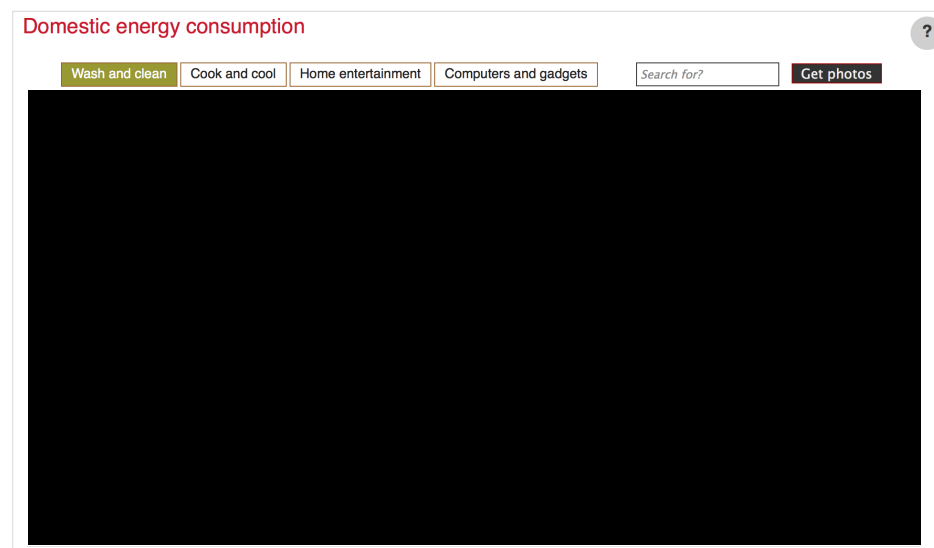 Domestic energy consumption
?
Wash and clean Cook and cool Home entertainment Computers and gadgets Search for? Get photos